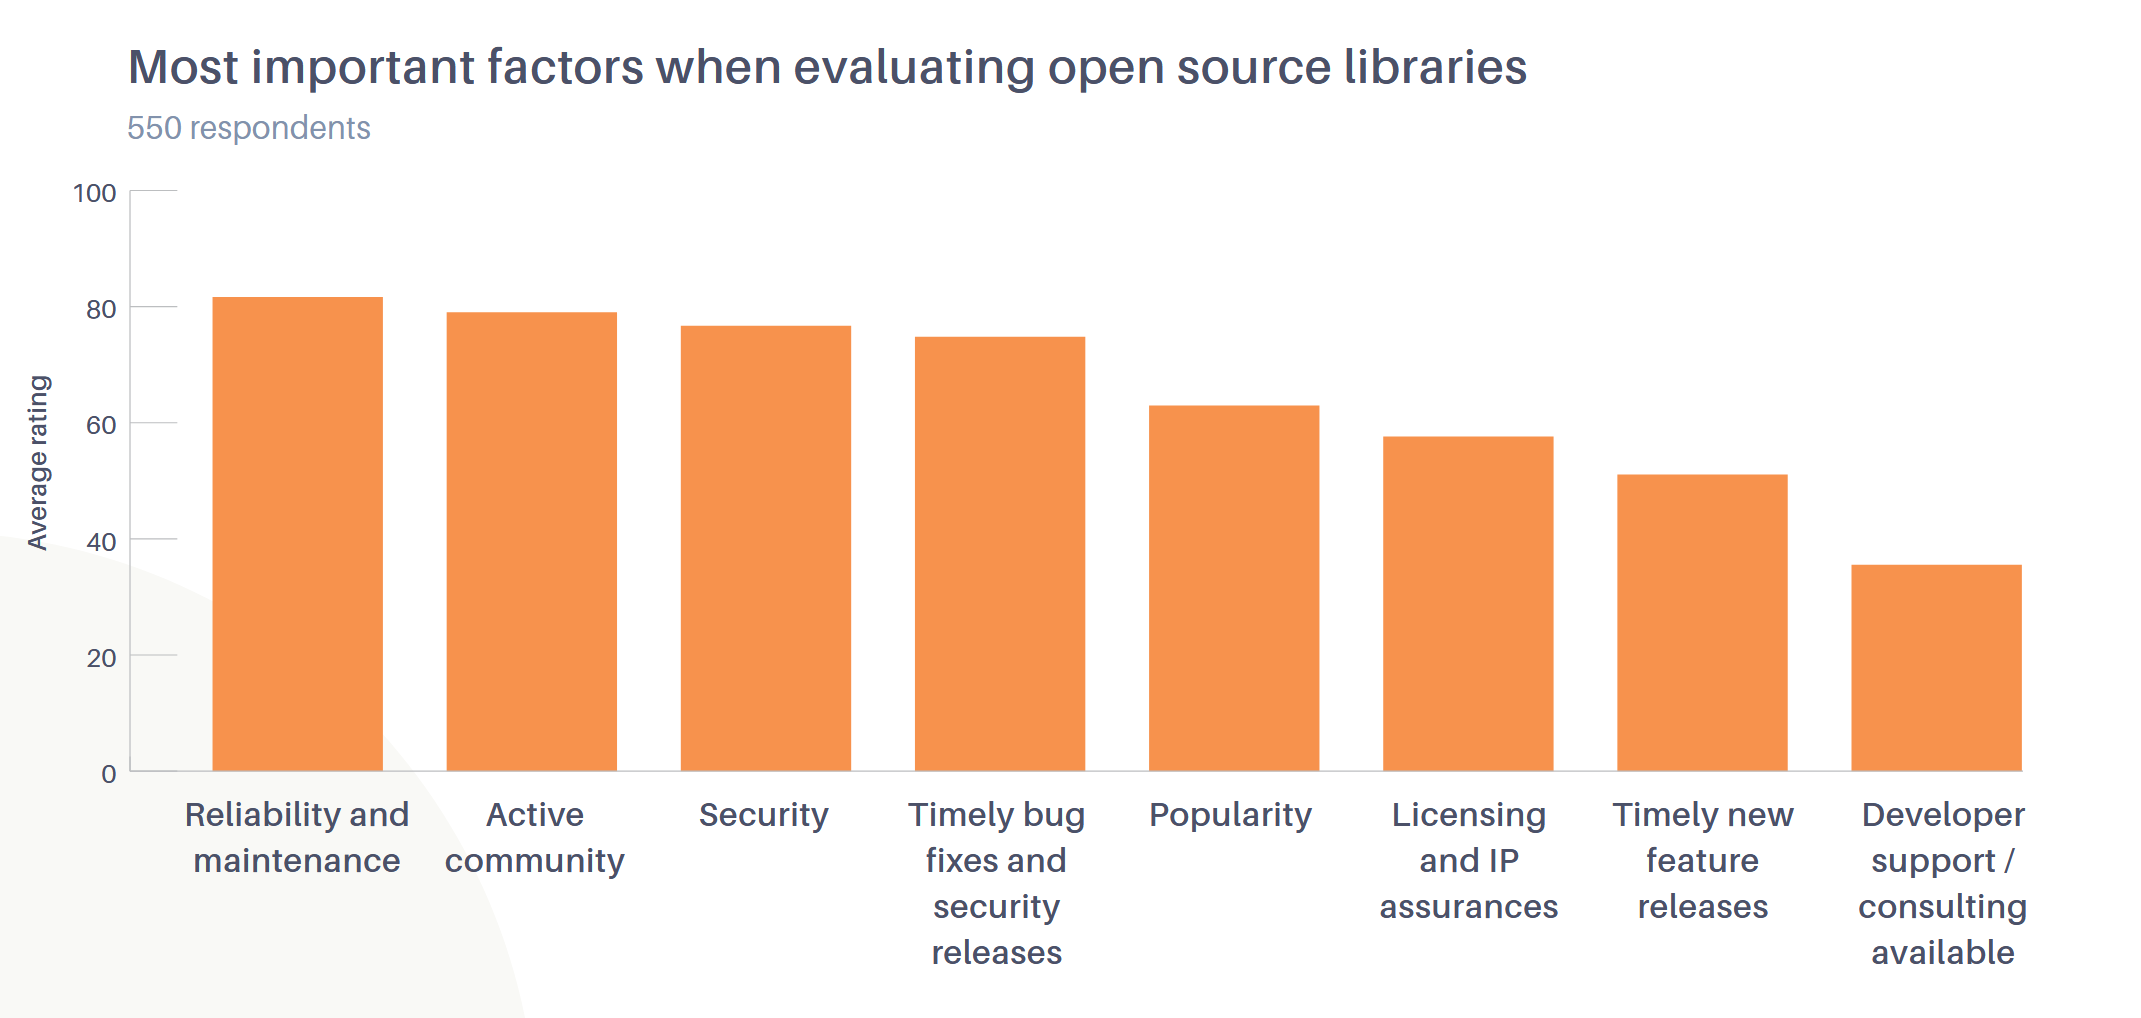 Most important factors when evaluating open source libraries
550 respondents
100
80
60
40
20
0
Average rating
Reliability and
maintenance
Active
community
Security
Timely bug
fixes and
security
releases
Popularity
Licensing
and IP
assurances
Timely new
feature
releases
Developer
support /
consulting
available